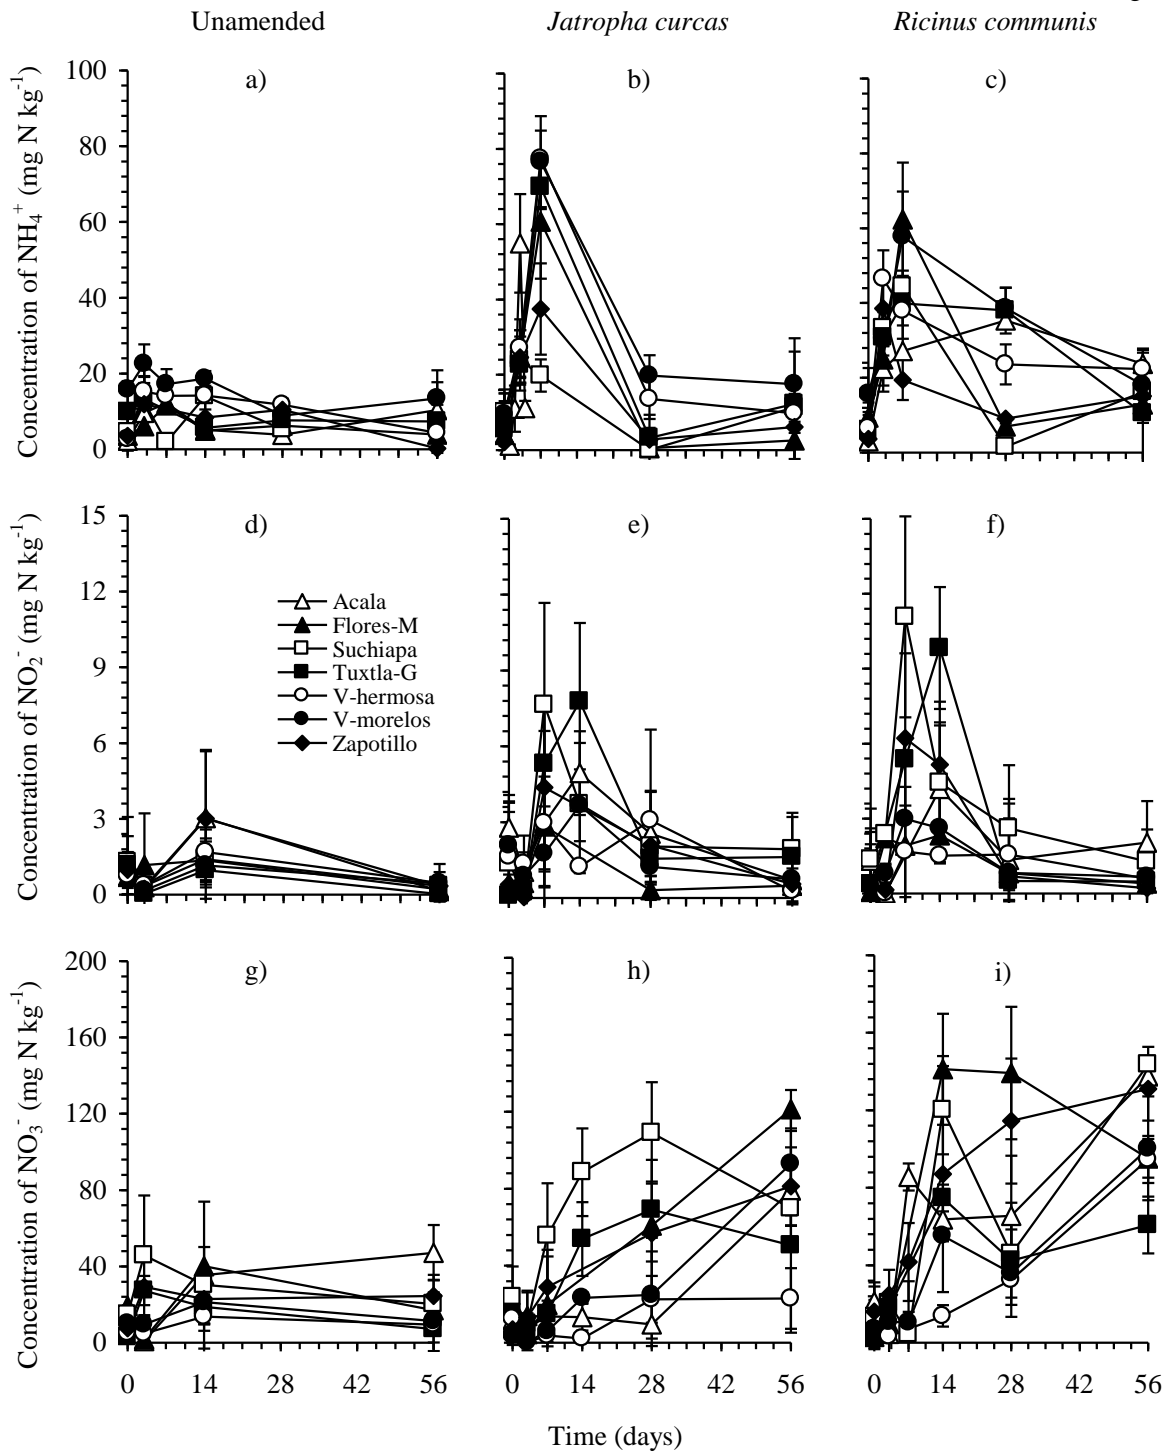 Unamended
Jatropha curcas
Ricinus communis
a)
b)
c)
Concentration of NH₄⁺ (mg N kg⁻¹)
100
80
60
40
20
0
d)
e)
f)
Concentration of NO₂⁻ (mg N kg⁻¹)
15
12
9
6
3
0
Acala
Flores-M
Suchiapa
Tuxtla-G
V-hermosa
V-morelos
Zapotillo
g)
h)
i)
Concentration of NO₃⁻ (mg N kg⁻¹)
200
160
120
80
40
0
0 14 28 42 56
0 14 28 42 56
0 14 28 42 56
Time (days)